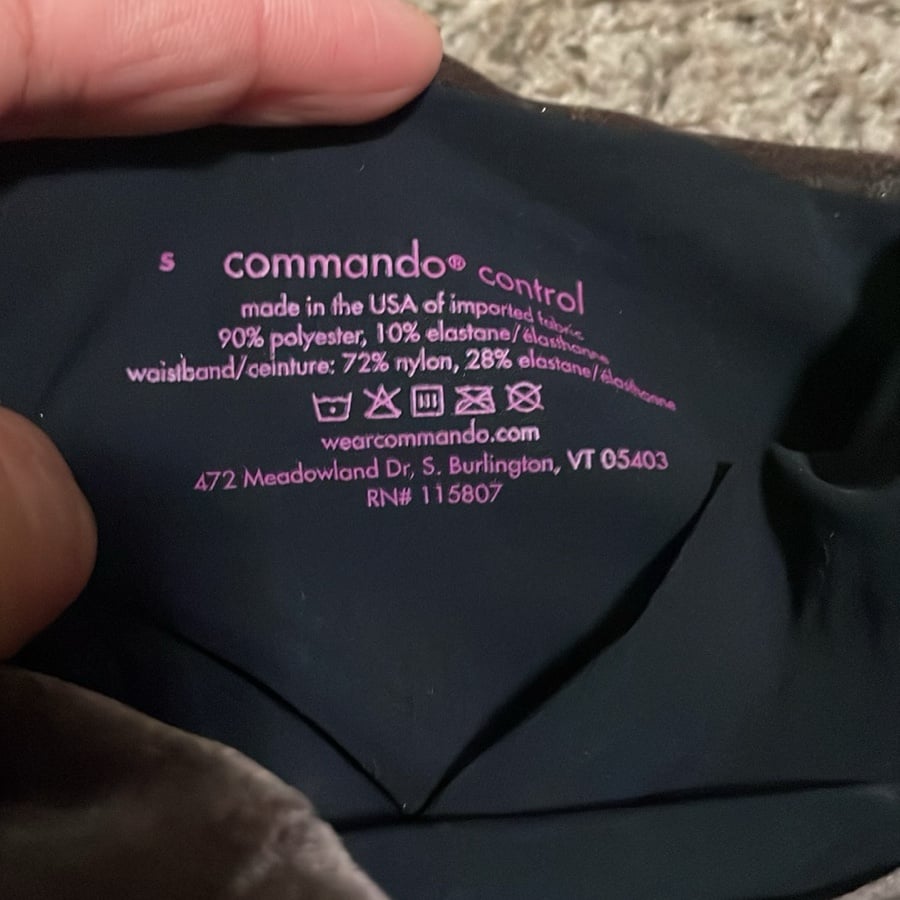 s commando® control
made in the USA of imported fabric
90% polyester, 10% elastane/élasthanne
waistband/ceinture: 72% nylon, 28% elastane/élasthanne
wearcommando.com
472 Meadowland Dr, S. Burlington, VT 05403
RN# 115807